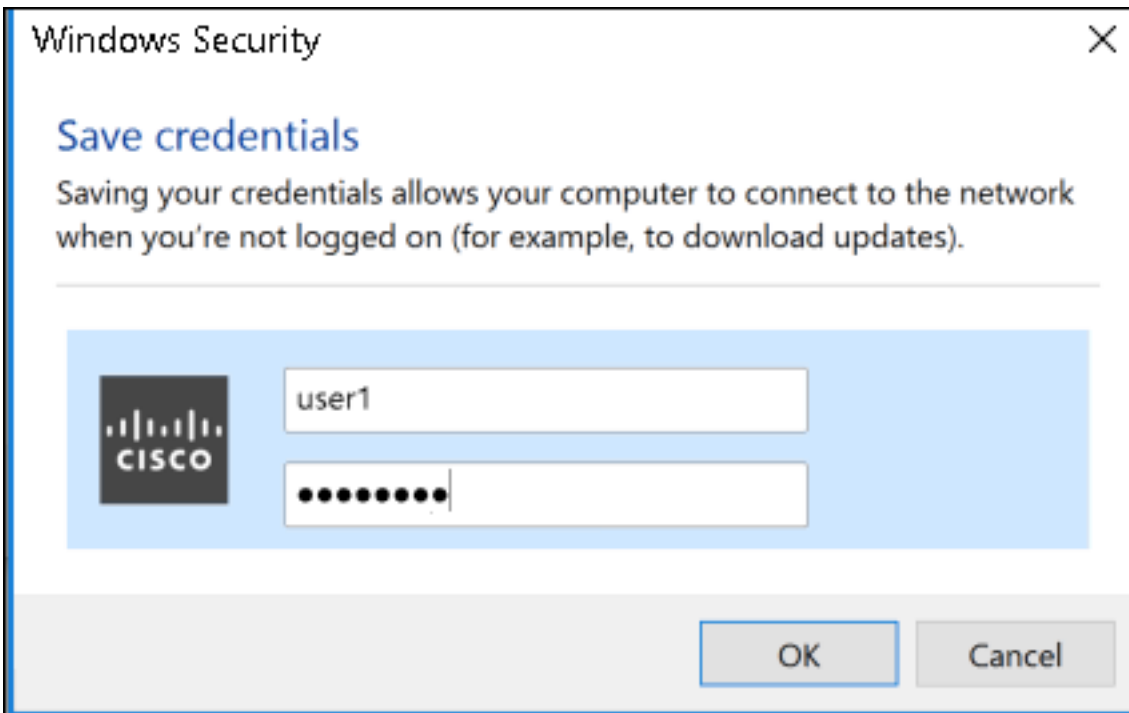 Windows Security
Save credentials
Saving your credentials allows your computer to connect to the network
when you're not logged on (for example, to download updates).
user1
CISCO
●●●●●●●●
OK
Cancel